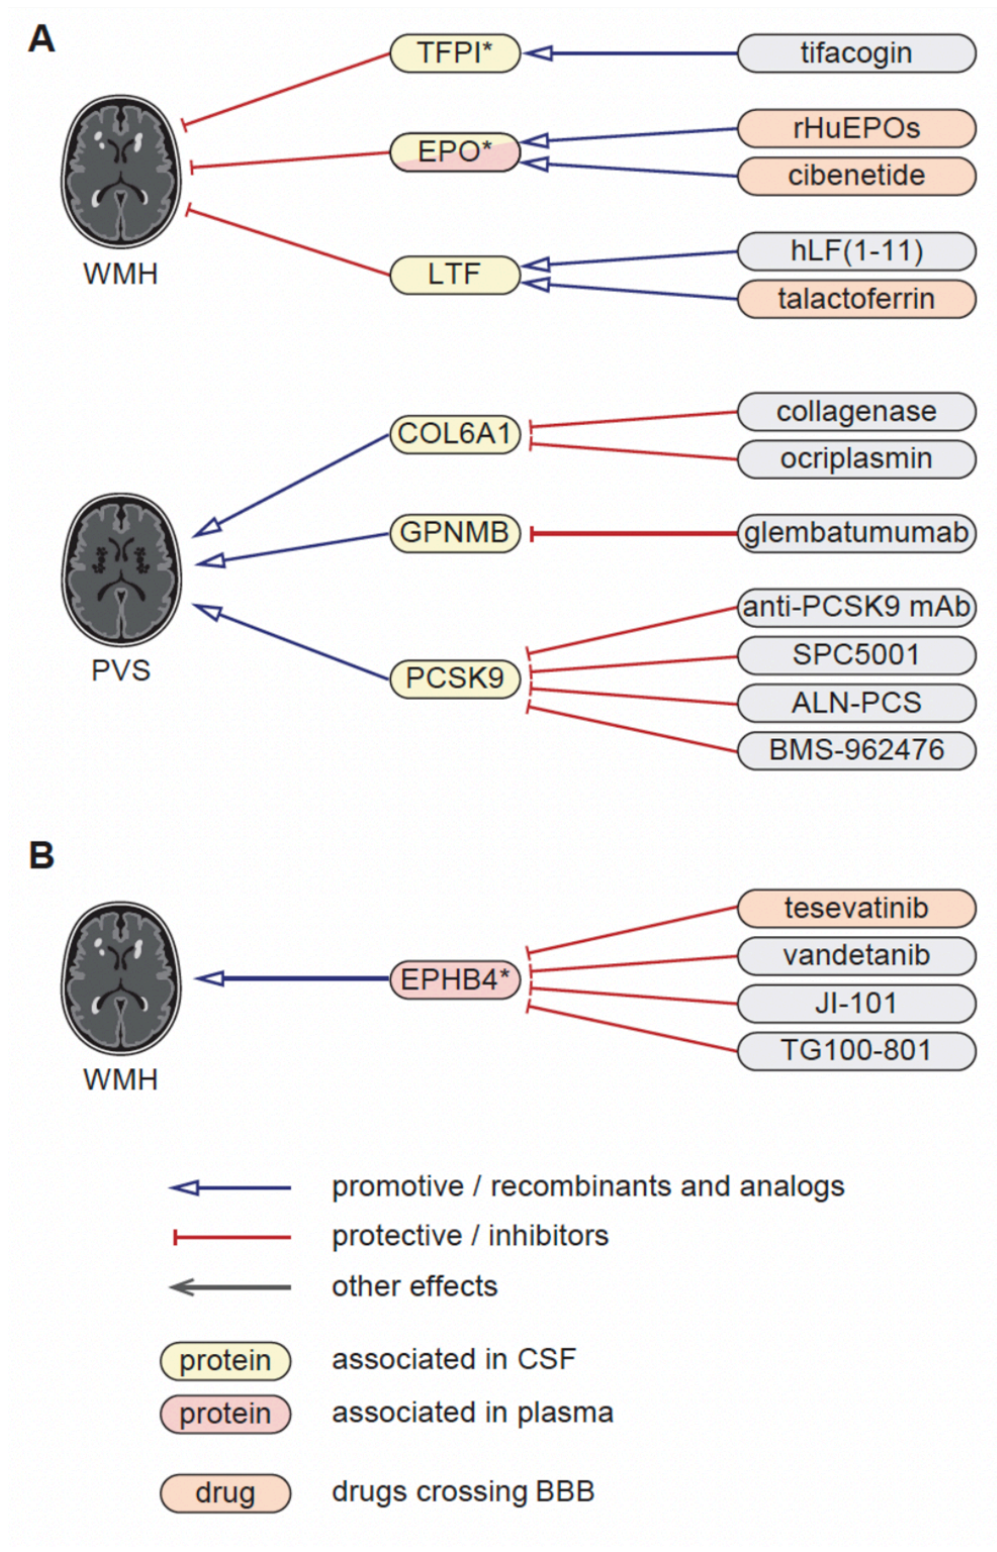 A
TFPI*
tifacogin
rHuEPOs
EPO*
cibenetide
hLF(1-11)
WMH
LTF
talactoferrin
collagenase
COL6A1
ocriplasmin
GPNMB
glembatumumab
anti-PCSK9 mAb
SPC5001
PVS
PCSK9
ALN-PCS
BMS-962476
B
tesevatinib
vandetanib
EPHB4*
JI-101
TG100-801
WMH
promotive / recombinants and analogs
protective / inhibitors
other effects
protein associated in CSF
protein associated in plasma
drug drugs crossing BBB